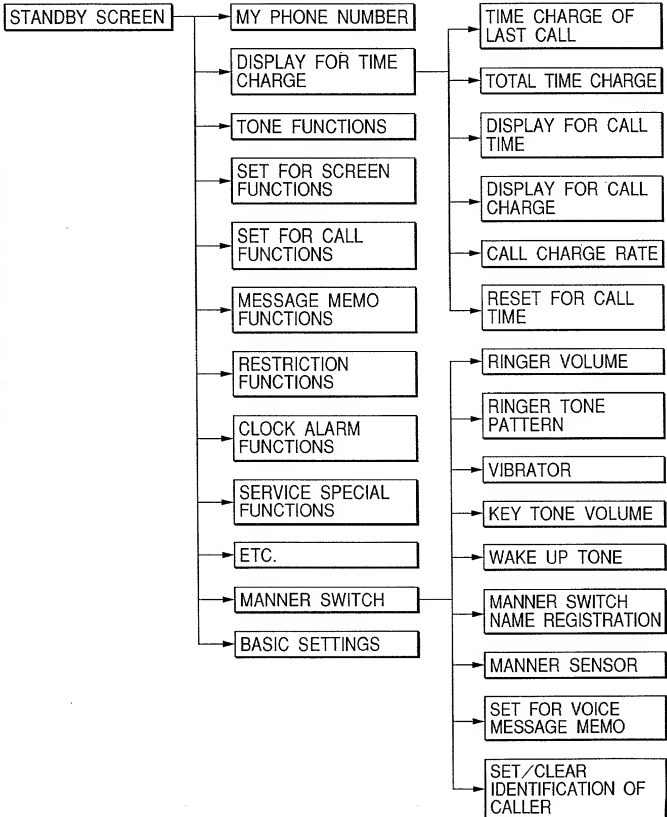 STANDBY SCREEN
MY PHONE NUMBER
DISPLAY FOR TIME
CHARGE
TONE FUNCTIONS
SET FOR SCREEN
FUNCTIONS
SET FOR CALL
FUNCTIONS
MESSAGE MEMO
FUNCTIONS
RESTRICTION
FUNCTIONS
CLOCK ALARM
FUNCTIONS
SERVICE SPECIAL
FUNCTIONS
ETC.
MANNER SWITCH
BASIC SETTINGS
TIME CHARGE OF
LAST CALL
TOTAL TIME CHARGE
DISPLAY FOR CALL
TIME
DISPLAY FOR CALL
CHARGE
CALL CHARGE RATE
RESET FOR CALL
TIME
RINGER VOLUME
RINGER TONE
PATTERN
VIBRATOR
KEY TONE VOLUME
WAKE UP TONE
MANNER SWITCH
NAME REGISTRATION
MANNER SENSOR
SET FOR VOICE
MESSAGE MEMO
SET/CLEAR
IDENTIFICATION OF
CALLER